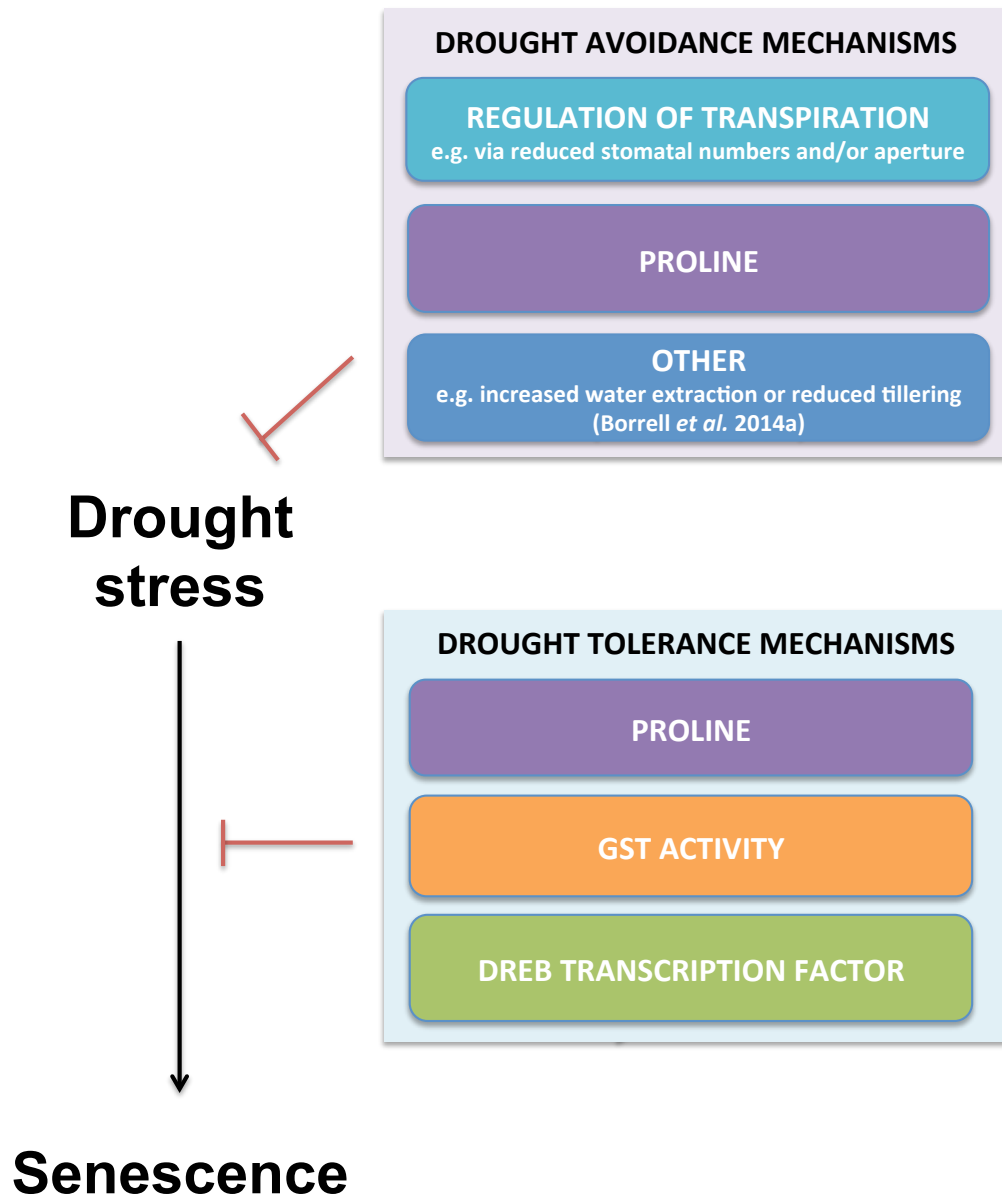 DROUGHT AVOIDANCE MECHANISMS
REGULATION OF TRANSPIRATION
e.g. via reduced stomatal numbers and/or aperture
PROLINE
OTHER
e.g. increased water extraction or reduced tillering
(Borrell et al. 2014a)
Drought
stress
DROUGHT TOLERANCE MECHANISMS
PROLINE
GST ACTIVITY
DREB TRANSCRIPTION FACTOR
Senescence